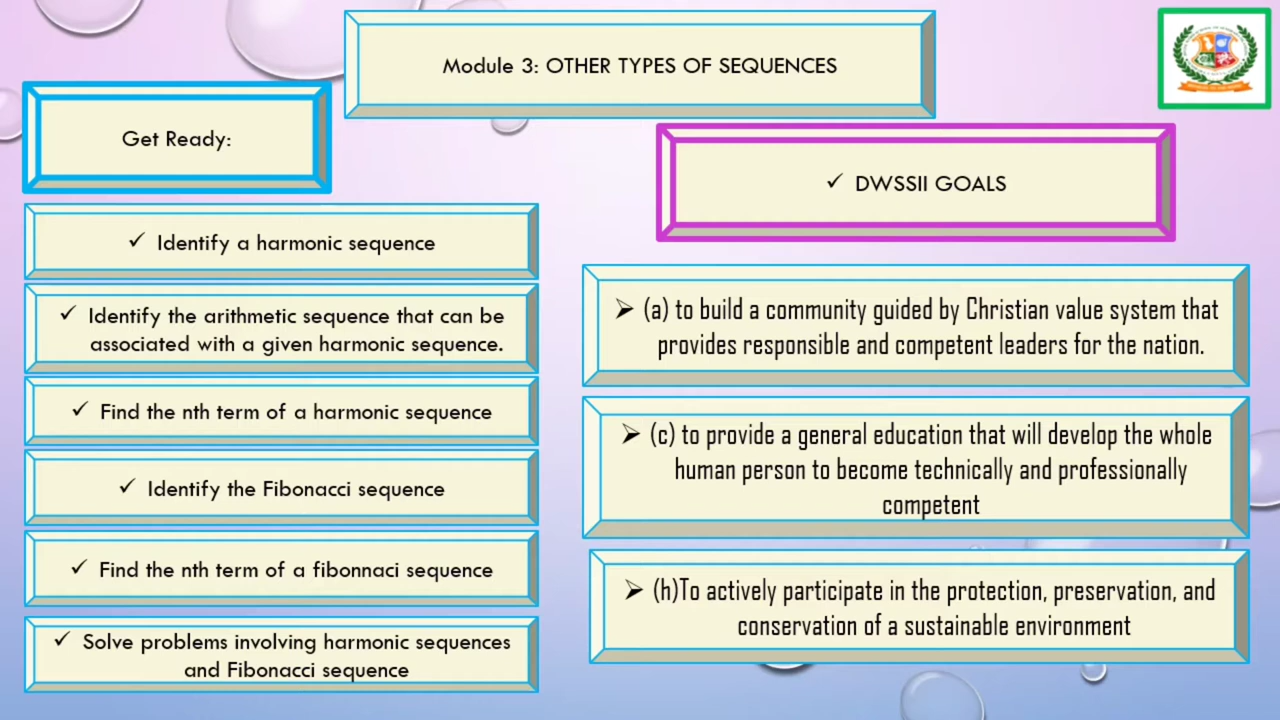 Module 3: OTHER TYPES OF SEQUENCES
Get Ready:
✓ Identify a harmonic sequence
✓ Identify the arithmetic sequence that can be
associated with a given harmonic sequence.
✓ Find the nth term of a harmonic sequence
✓ Identify the Fibonacci sequence
✓ Find the nth term of a fibonnaci sequence
✓ Solve problems involving harmonic sequences
and Fibonacci sequence
✓ DWSSII GOALS
➢ (a) to build a community guided by Christian value system that
provides responsible and competent leaders for the nation.
➢ (c) to provide a general education that will develop the whole
human person to become technically and professionally
competent
➢ (h)To actively participate in the protection, preservation, and
conservation of a sustainable environment